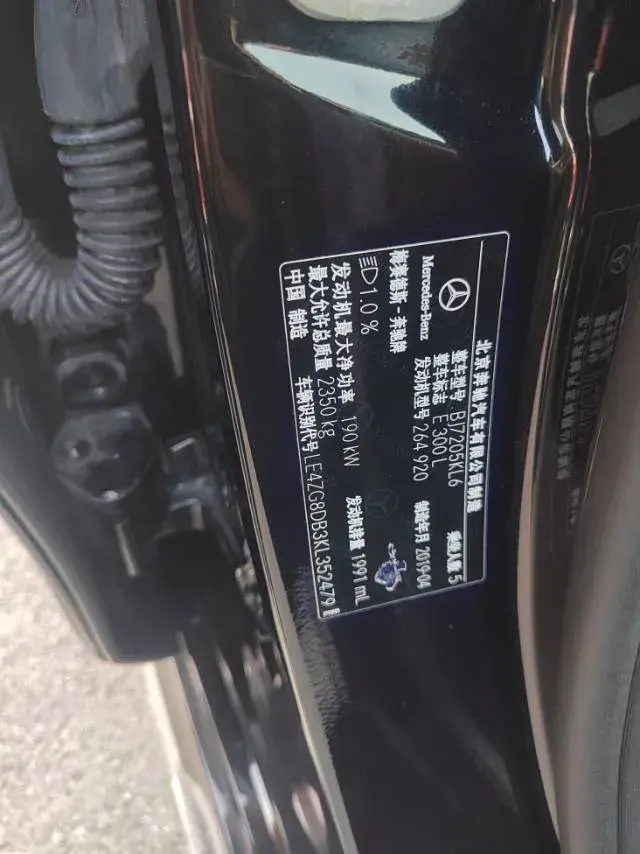 北京奔驰汽车有限公司制造
Mercedes-Benz
梅赛德斯-奔驰牌
整车型号 BJ7205KL6 乘坐人数 5
整车标志 E 300 L
发动机型号 264 920 制造年月 2019-04
1.0 %
发动机最大净功率 190 kW 发动机排量 1991 mL
最大允许总质量 2350 kg
中国 制造 车辆识别代号 LE4ZG8DB3KL352479